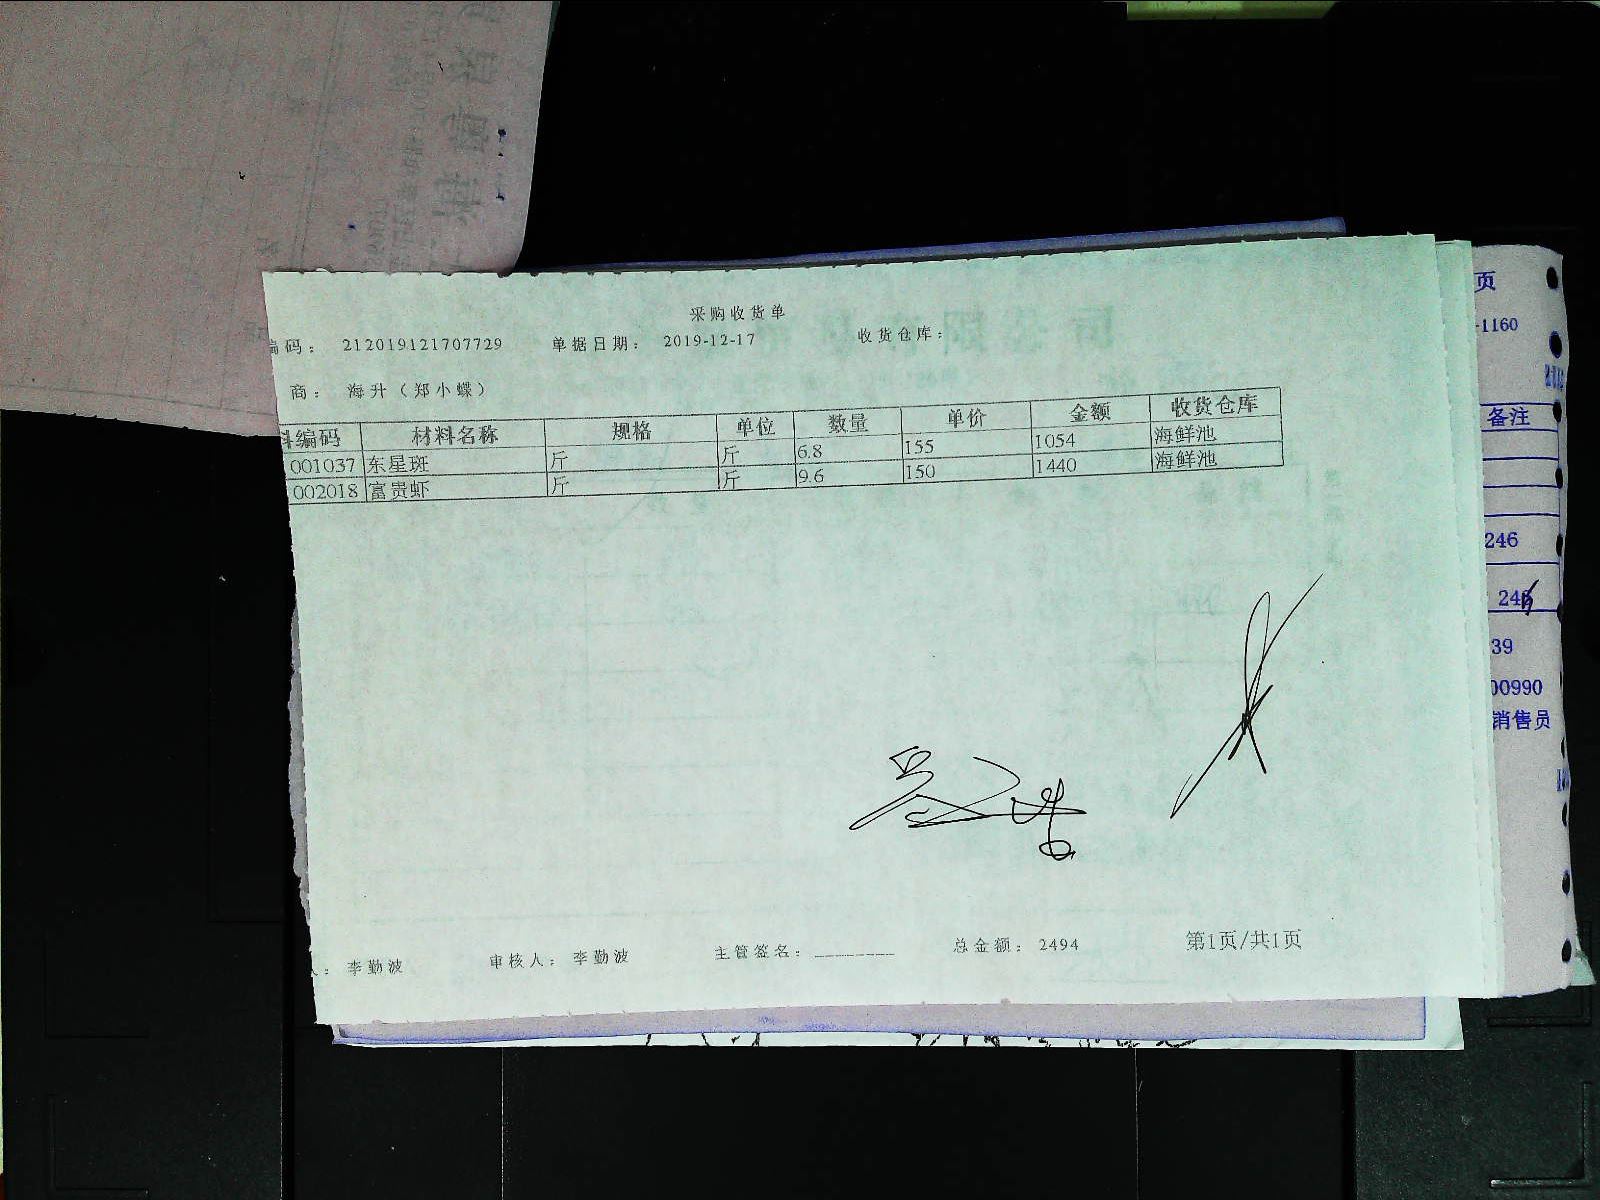 采购收货单
编码： 212019121707729 单据日期： 2019-12-17 收货仓库：
商： 海升（郑小蝶）
编码 材料名称 规格 单位 数量 单价 金额 收货仓库
001037 东星斑 斤 斤 6.8 155 1054 海鲜池
002018 富贵虾 斤 斤 9.6 150 1440 海鲜池
李勤波 审核人： 李勤波 主管签名： 总金额： 2494 第1页/共1页
页
-1160
备注
246
246
39
00990
销售员